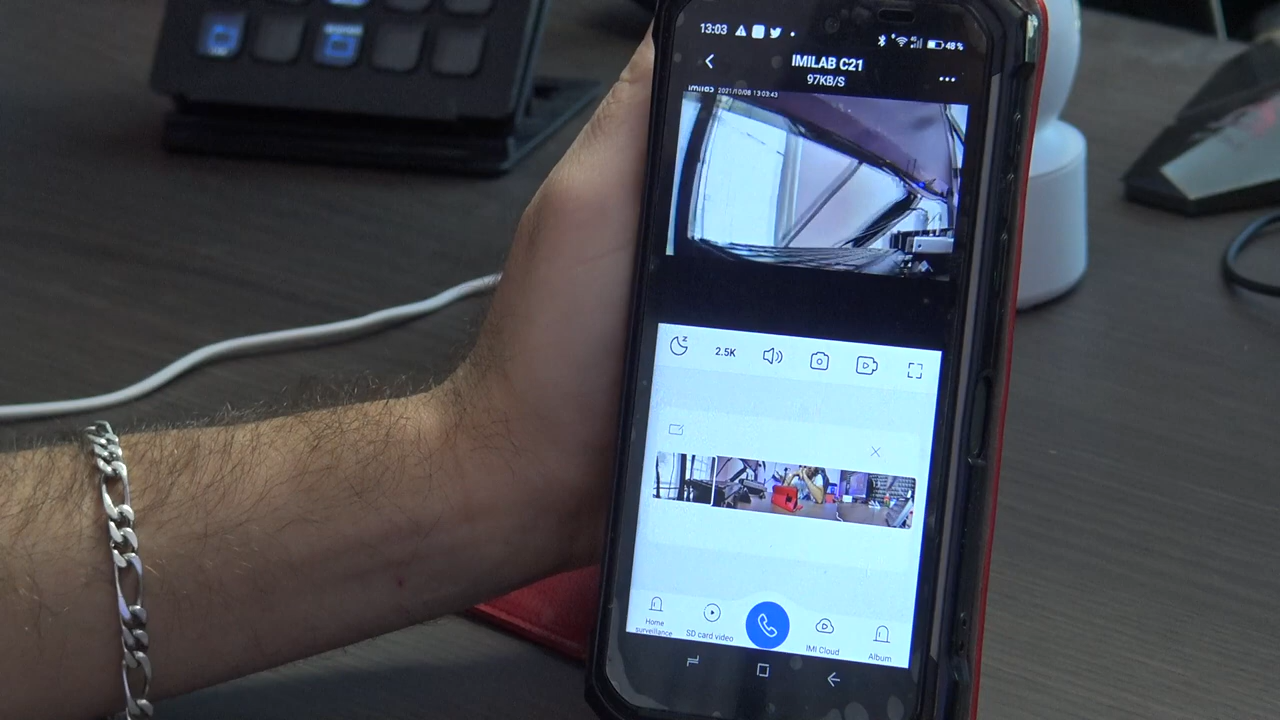 13:03
48%
IMILAB C21
97KB/S
imilab 2021/10/08 13:03:43
2.5K
Home surveillance
SD card video
IMI Cloud
Album